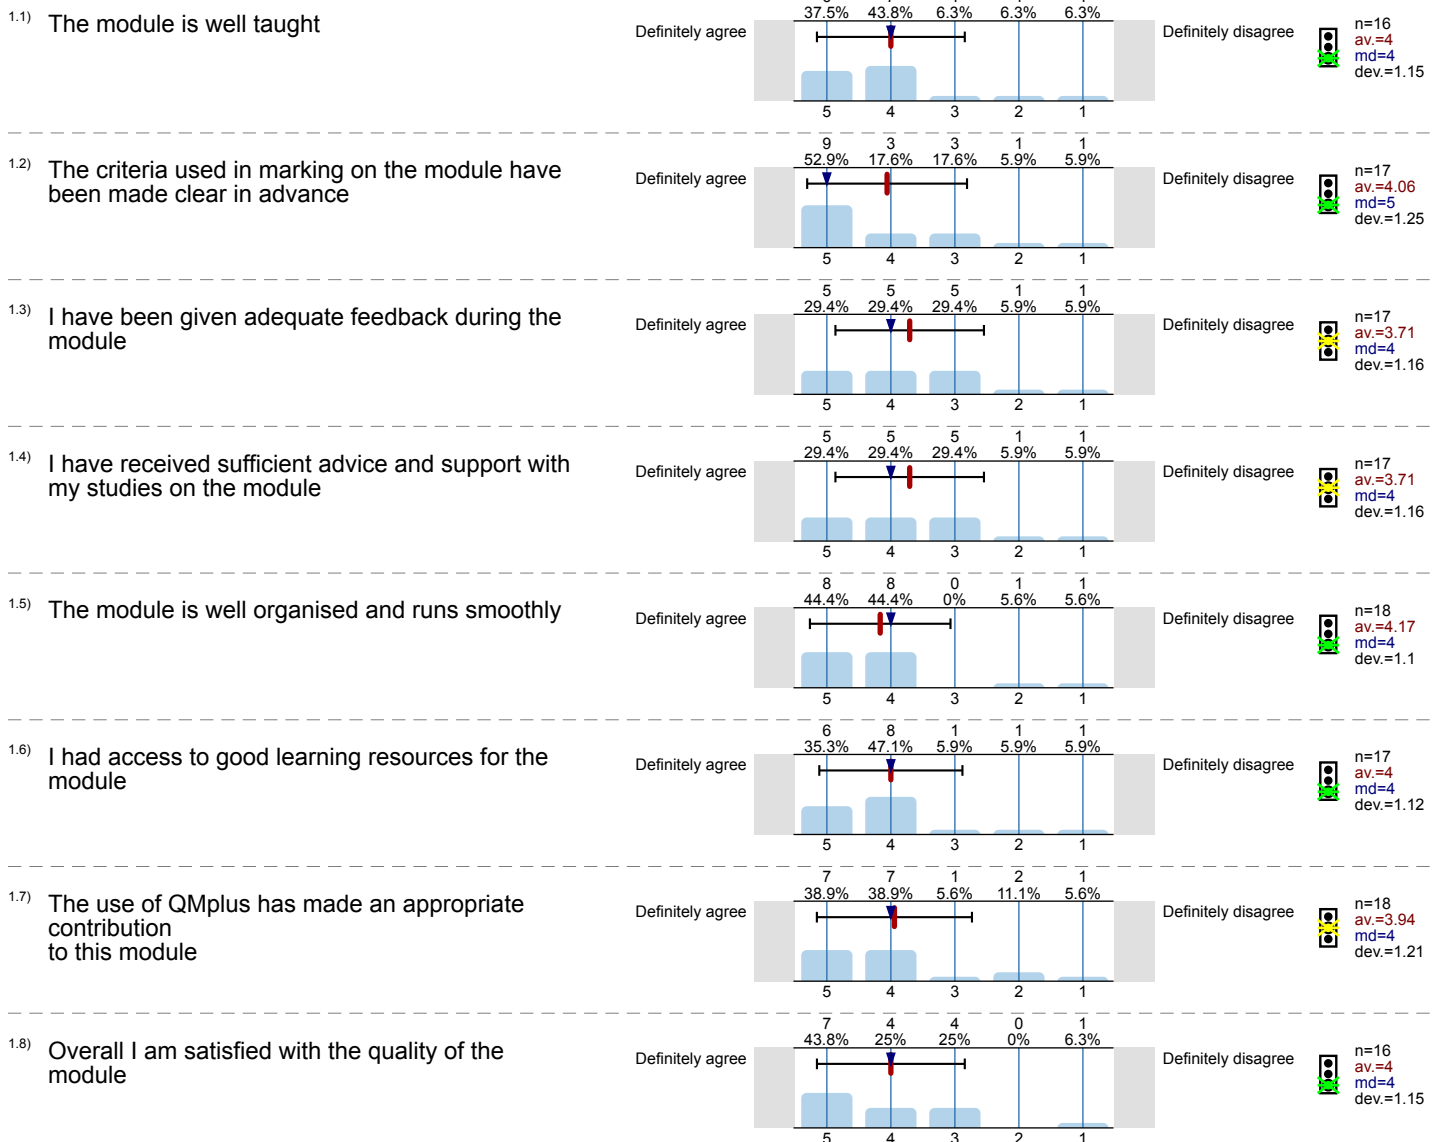 37.5% 43.8% 6.3% 6.3% 6.3%
1.1) The module is well taught
Definitely agree
Definitely disagree
n=16
av.=4
md=4
dev.=1.15
5 4 3 2 1
9 3 3 1 1
52.9% 17.6% 17.6% 5.9% 5.9%
1.2) The criteria used in marking on the module have
been made clear in advance
Definitely agree
Definitely disagree
n=17
av.=4.06
md=5
dev.=1.25
5 4 3 2 1
5 5 5 1 1
29.4% 29.4% 29.4% 5.9% 5.9%
1.3) I have been given adequate feedback during the
module
Definitely agree
Definitely disagree
n=17
av.=3.71
md=4
dev.=1.16
5 4 3 2 1
5 5 5 1 1
29.4% 29.4% 29.4% 5.9% 5.9%
1.4) I have received sufficient advice and support with
my studies on the module
Definitely agree
Definitely disagree
n=17
av.=3.71
md=4
dev.=1.16
5 4 3 2 1
8 8 0 1 1
44.4% 44.4% 0% 5.6% 5.6%
1.5) The module is well organised and runs smoothly
Definitely agree
Definitely disagree
n=18
av.=4.17
md=4
dev.=1.1
5 4 3 2 1
6 8 1 1 1
35.3% 47.1% 5.9% 5.9% 5.9%
1.6) I had access to good learning resources for the
module
Definitely agree
Definitely disagree
n=17
av.=4
md=4
dev.=1.12
5 4 3 2 1
7 7 1 2 1
38.9% 38.9% 5.6% 11.1% 5.6%
1.7) The use of QMplus has made an appropriate
contribution
to this module
Definitely agree
Definitely disagree
n=18
av.=3.94
md=4
dev.=1.21
5 4 3 2 1
7 4 4 0 1
43.8% 25% 25% 0% 6.3%
1.8) Overall I am satisfied with the quality of the
module
Definitely agree
Definitely disagree
n=16
av.=4
md=4
dev.=1.15
5 4 3 2 1